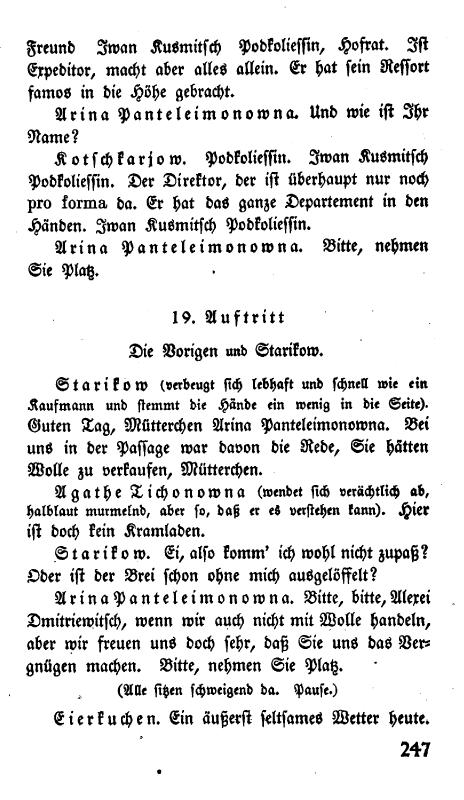 Freund Iwan Kusmitsch Podkoliessin, Hofrat. Ist
Expeditor, macht aber alles allein. Er hat sein Ressort
famos in die Höhe gebracht.
Arina Panteleimonowna. Und wie ist Ihr
Name?
Kotschkarjow. Podkoliessin. Iwan Kusmitsch
Podkoliessin. Der Direktor, der ist überhaupt nur noch
pro forma da. Er hat das ganze Departement in den
Händen. Iwan Kusmitsch Podkoliessin.
Arina Panteleimonowna. Bitte, nehmen
Sie Platz.
19. Auftritt
Die Vorigen und Starikow.
Starikow (verbeugt sich lebhaft und schnell wie ein
Kaufmann und stemmt die Hände ein wenig in die Seite).
Guten Tag, Mütterchen Arina Panteleimonowna. Bei
uns in der Passage war davon die Rede, Sie hätten
Wolle zu verkaufen, Mütterchen.
Agathe Tichonowna (wendet sich verächtlich ab,
halblaut murmelnd, aber so, daß er es verstehen kann). Hier
ist doch kein Kramladen.
Starikow. Ei, also komm' ich wohl nicht zupaß?
Oder ist der Brei schon ohne mich ausgelöffelt?
Arina Panteleimonowna. Bitte, bitte, Alexei
Dmitriewitsch, wenn wir auch nicht mit Wolle handeln,
aber wir freuen uns doch sehr, daß Sie uns das Ver-
gnügen machen. Bitte, nehmen Sie Platz.
(Alle sitzen schweigend da. Pause.)
Eierkuchen. Ein äußerst seltsames Wetter heute.
247